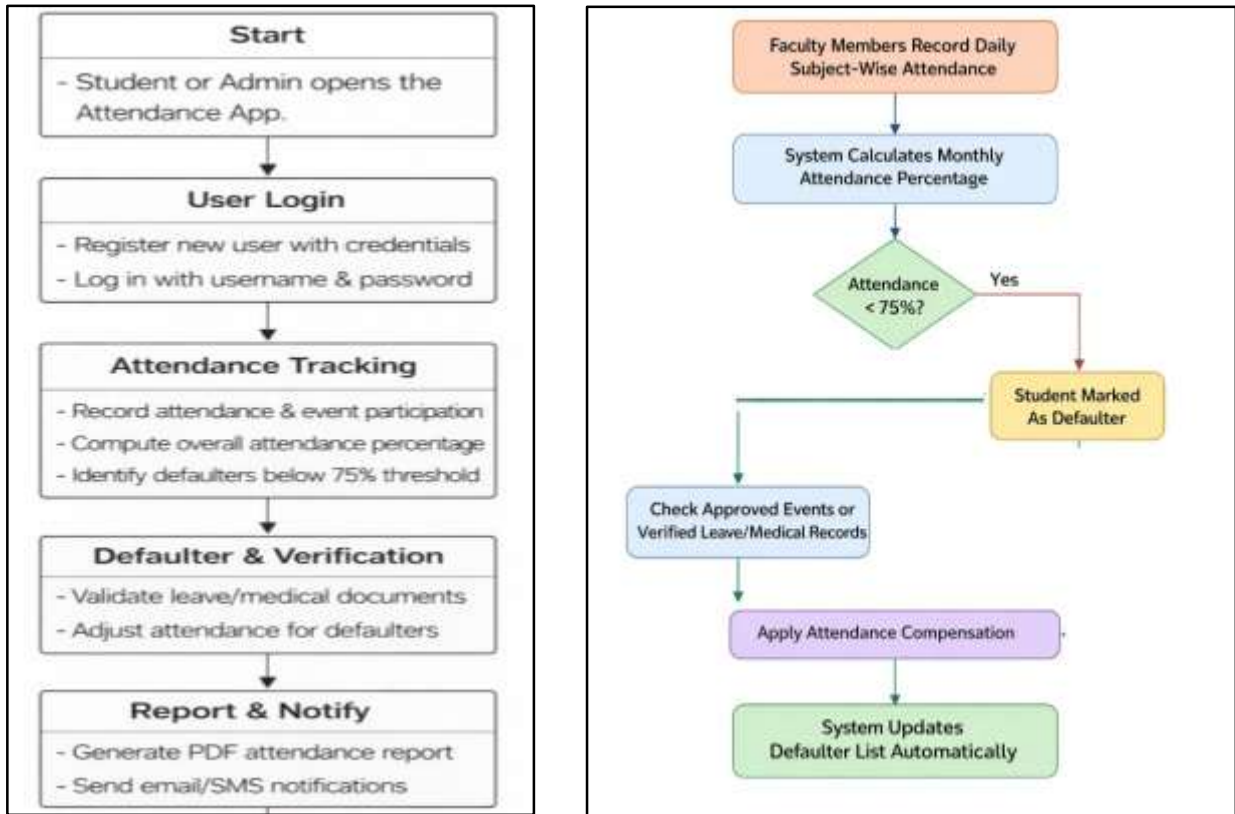 Start
- Student or Admin opens the
Attendance App.
User Login
- Register new user with credentials
- Log in with username & password
Attendance Tracking
- Record attendance & event participation
- Compute overall attendance percentage
- Identify defaulters below 75% threshold
Defaulter & Verification
- Validate leave/medical documents
- Adjust attendance for defaulters
Report & Notify
- Generate PDF attendance report
- Send email/SMS notifications
Faculty Members Record Daily
Subject-Wise Attendance
System Calculates Monthly
Attendance Percentage
Attendance
< 75%?
Yes
Student Marked
As Defaulter
Check Approved Events or
Verified Leave/Medical Records
Apply Attendance Compensation
System Updates
Defaulter List Automatically